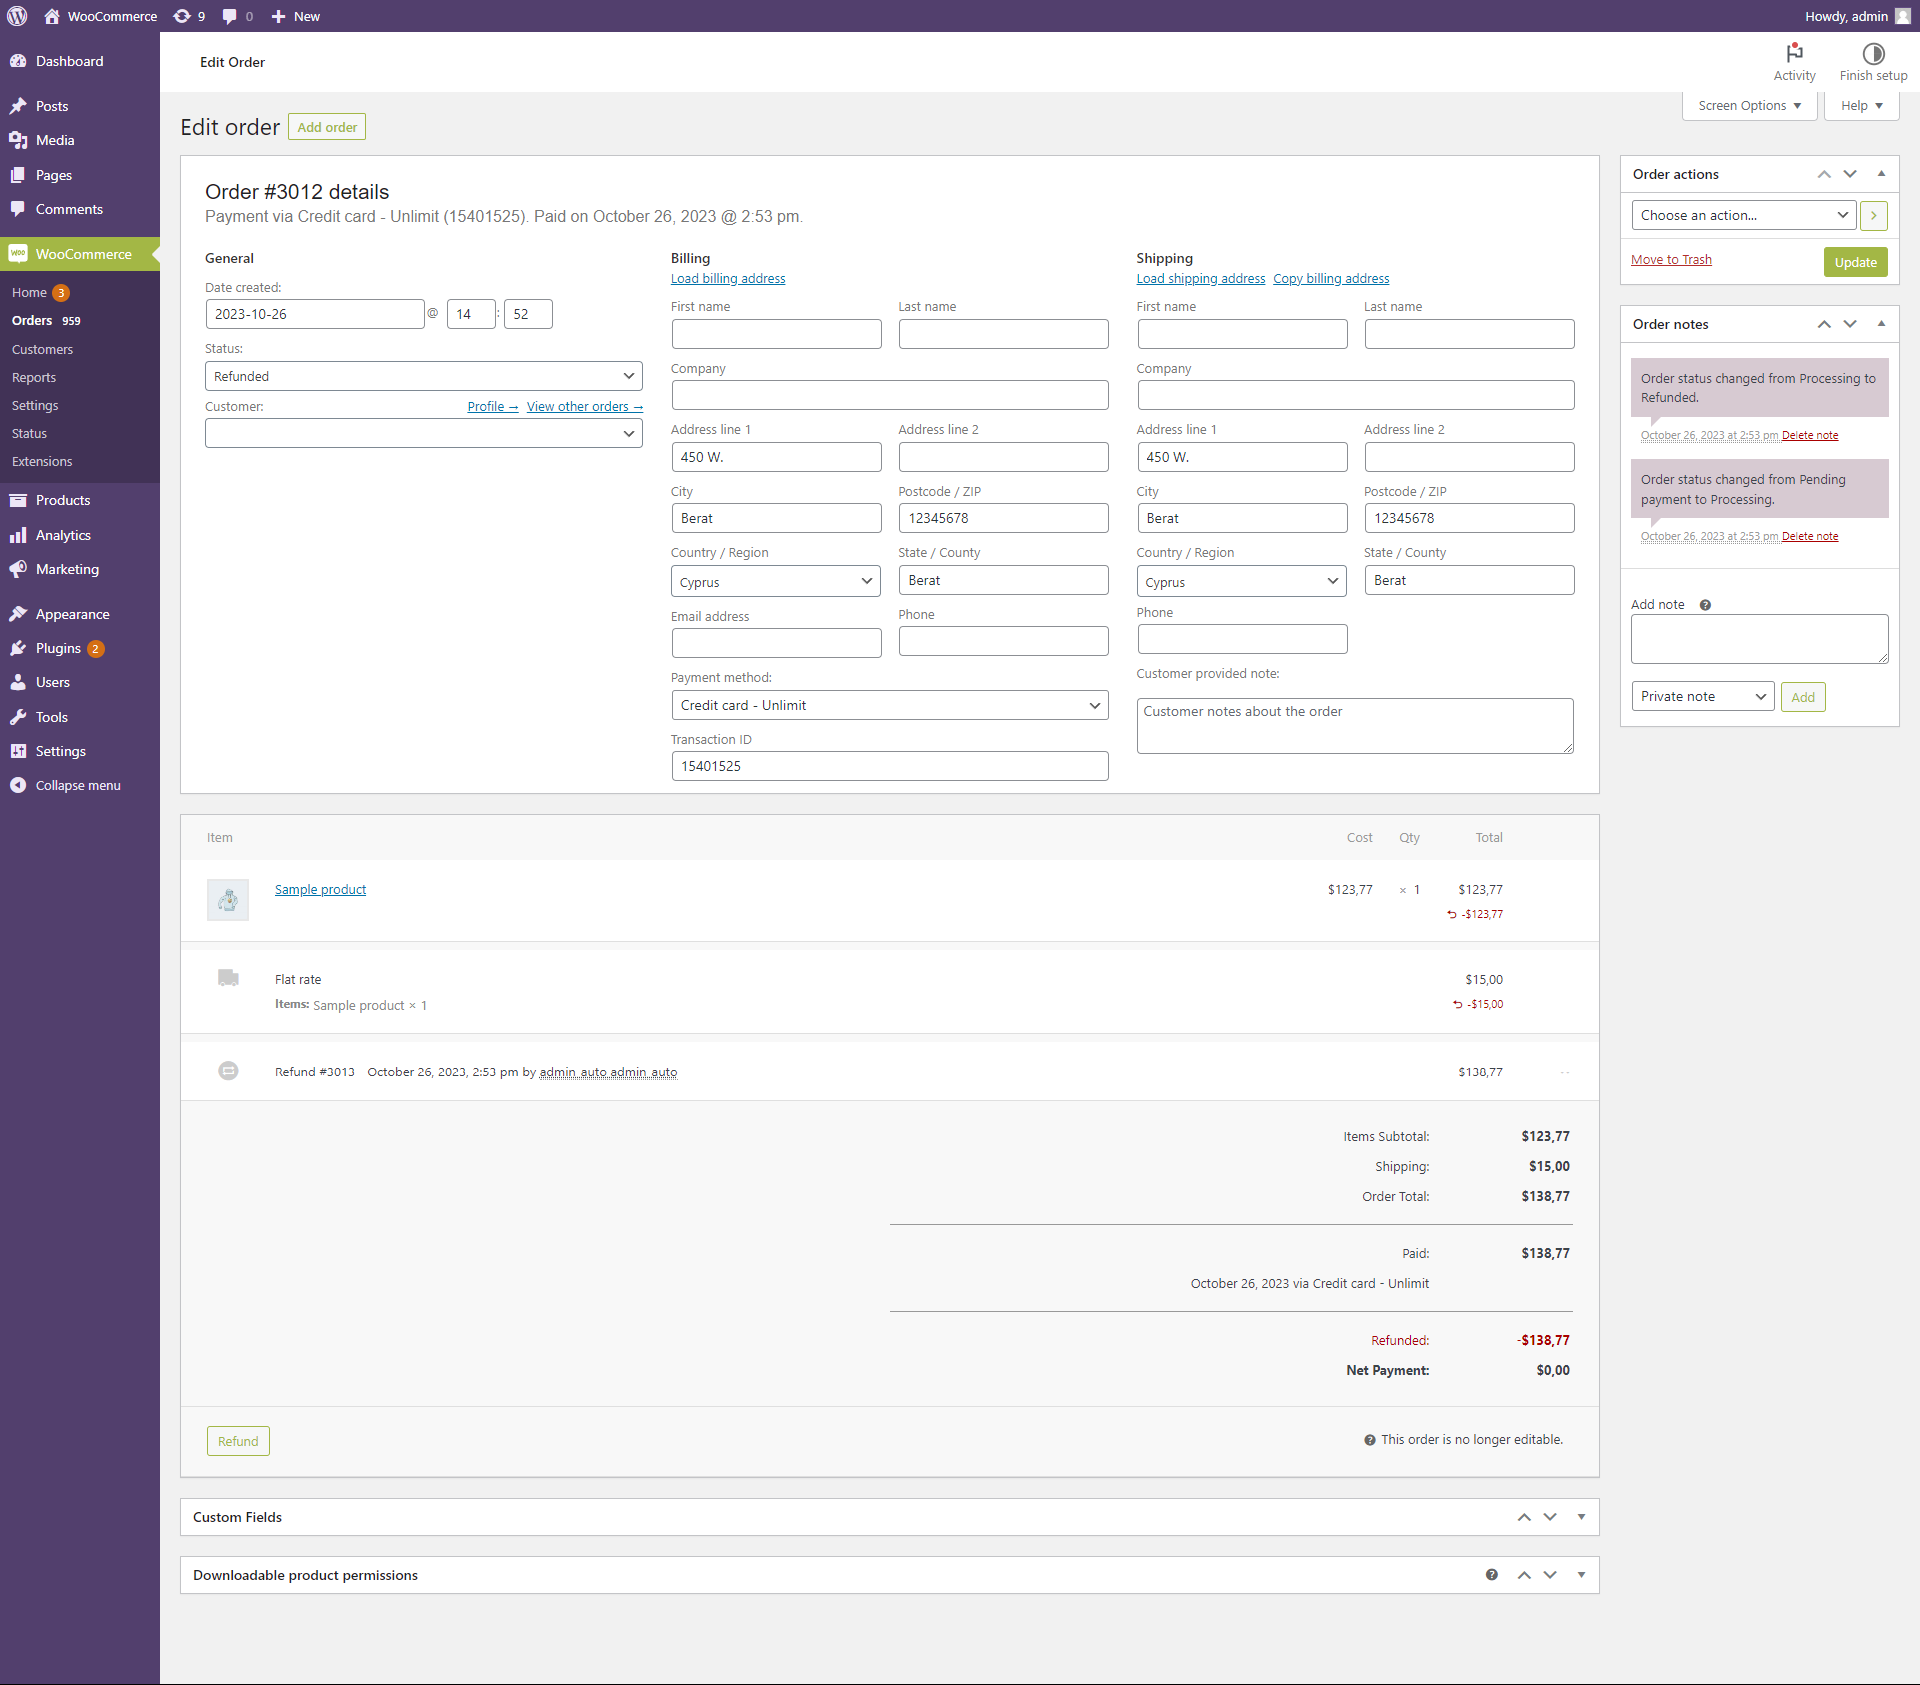 WooCommerce 9 0 New Howdy, admin
Dashboard
Posts
Media
Pages
Comments
WooCommerce
Home 3
Orders 959
Customers
Reports
Settings
Status
Extensions
Products
Analytics
Marketing
Appearance
Plugins 2
Users
Tools
Settings
Collapse menu
Edit Order
Activity
Finish setup
Screen Options
Help
Edit order Add order
Order #3012 details
Payment via Credit card - Unlimit (15401525). Paid on October 26, 2023 @ 2:53 pm.
General
Date created:
2023-10-26 @ 14 : 52
Status:
Refunded
Customer: Profile → View other orders →
Billing
Load billing address
First name Last name
Company
Address line 1 Address line 2
450 W.
City Postcode / ZIP
Berat 12345678
Country / Region State / County
Cyprus Berat
Email address Phone
Payment method:
Credit card - Unlimit
Transaction ID
15401525
Shipping
Load shipping address Copy billing address
First name Last name
Company
Address line 1 Address line 2
450 W.
City Postcode / ZIP
Berat 12345678
Country / Region State / County
Cyprus Berat
Phone
Customer provided note:
Customer notes about the order
Order actions
Choose an action...
Move to Trash Update
Order notes
Order status changed from Processing to
Refunded.
October 26, 2023 at 2:53 pm Delete note
Order status changed from Pending
payment to Processing.
October 26, 2023 at 2:53 pm Delete note
Add note
Private note Add
Item Cost Qty Total
Sample product $123,77 × 1 $123,77
-$123,77
Flat rate $15,00
Items: Sample product × 1 -$15,00
Refund #3013 October 26, 2023, 2:53 pm by admin_auto admin_auto $138,77
Items Subtotal: $123,77
Shipping: $15,00
Order Total: $138,77
Paid: $138,77
October 26, 2023 via Credit card - Unlimit
Refunded: -$138,77
Net Payment: $0,00
Refund This order is no longer editable.
Custom Fields
Downloadable product permissions